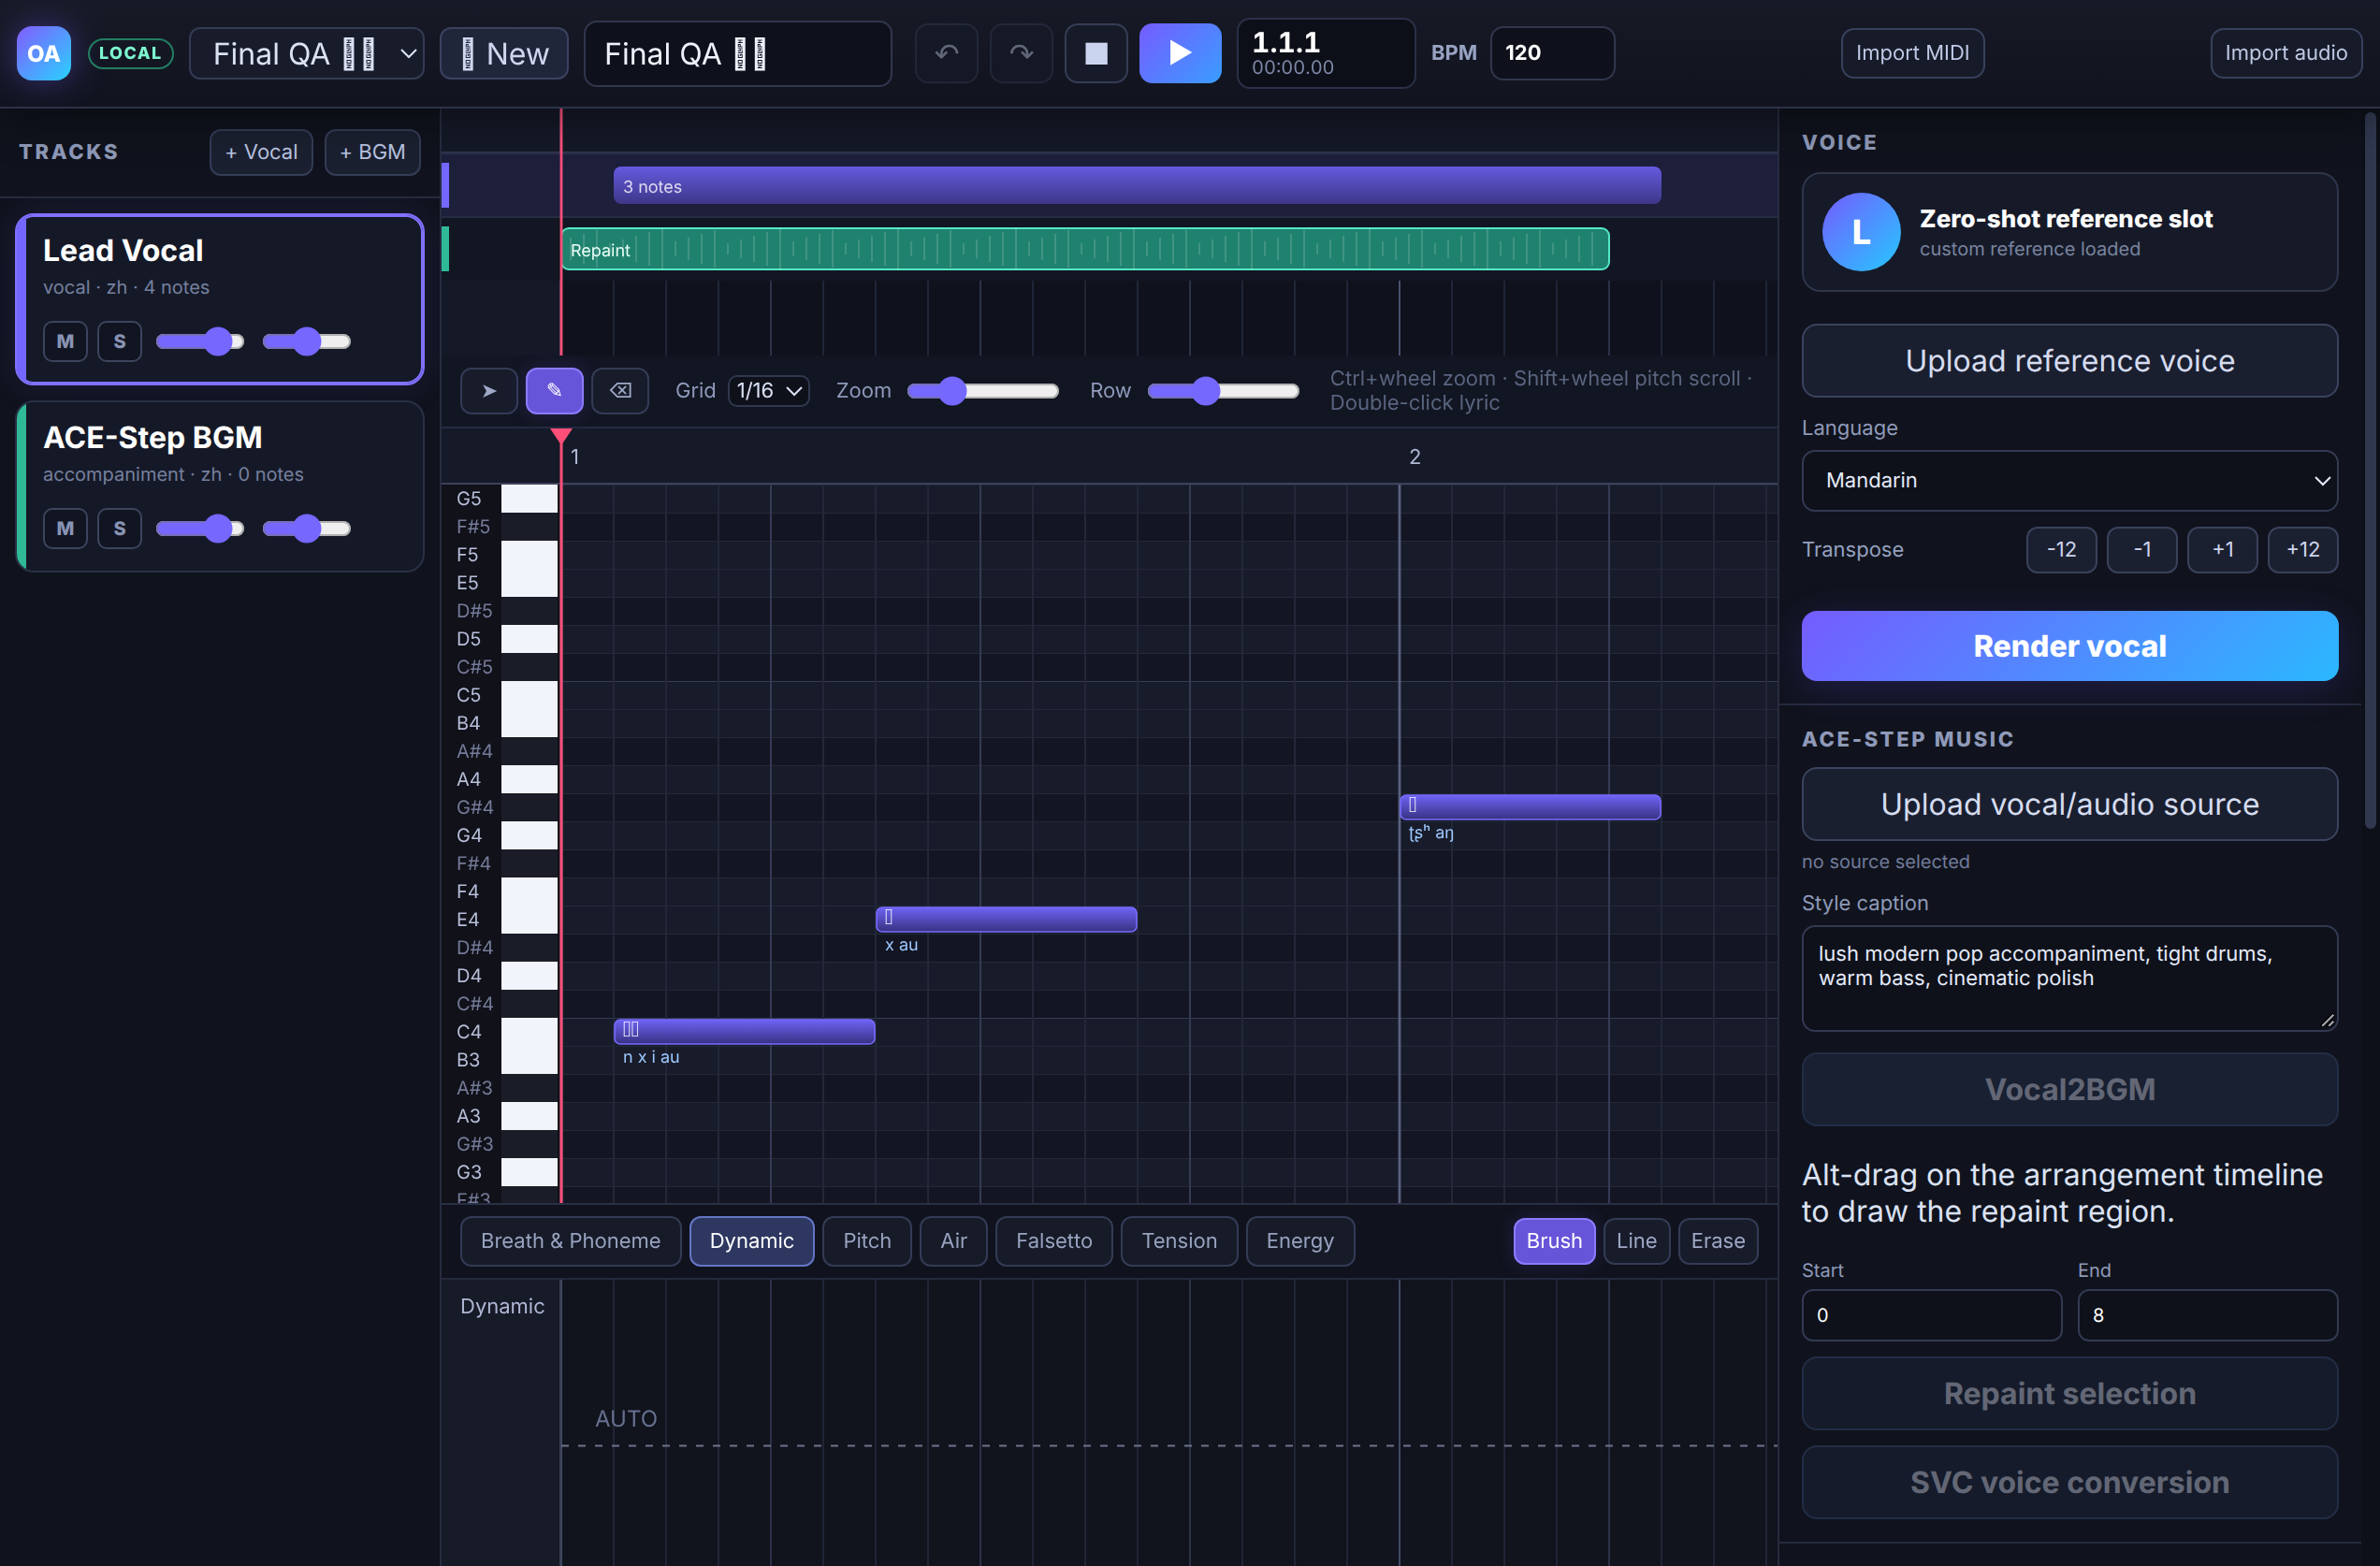 OA
LOCAL
Final QA
New
Final QA
1.1.1
00:00.00
BPM
120
Import MIDI
Import audio
TRACKS
+ Vocal
+ BGM
Lead Vocal
vocal · zh · 4 notes
M
S
ACE-Step BGM
accompaniment · zh · 0 notes
M
S
3 notes
Repaint
Grid
1/16
Zoom
Row
Ctrl+wheel zoom · Shift+wheel pitch scroll ·
Double-click lyric
1
2
G5
F#5
F5
E5
D#5
D5
C#5
C5
B4
A#4
A4
G#4
G4
F#4
F4
E4
D#4
D4
C#4
C4
B3
A#3
A3
G#3
G3
F#3
ʈʂʰ aŋ
x au
n x i au
Breath & Phoneme
Dynamic
Pitch
Air
Falsetto
Tension
Energy
Brush
Line
Erase
Dynamic
AUTO
VOICE
L
Zero-shot reference slot
custom reference loaded
Upload reference voice
Language
Mandarin
Transpose
-12
-1
+1
+12
Render vocal
ACE-STEP MUSIC
Upload vocal/audio source
no source selected
Style caption
lush modern pop accompaniment, tight drums,
warm bass, cinematic polish
Vocal2BGM
Alt-drag on the arrangement timeline
to draw the repaint region.
Start
End
0
8
Repaint selection
SVC voice conversion